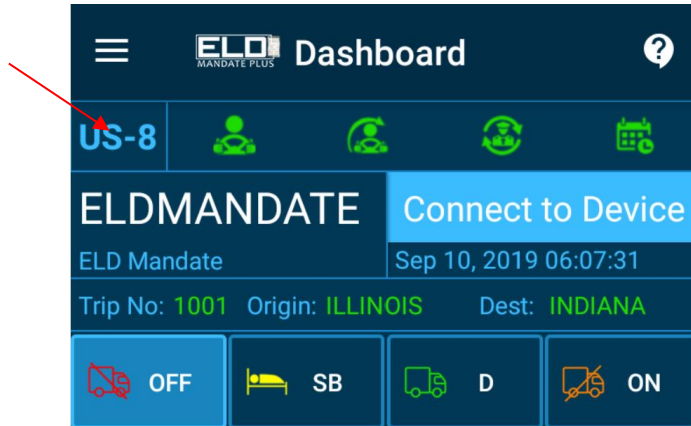 ELD MANDATE PLUS Dashboard ?
US-8
ELDMANDATE Connect to Device
ELD Mandate Sep 10, 2019 06:07:31
Trip No: 1001 Origin: ILLINOIS Dest: INDIANA
OFF SB D ON